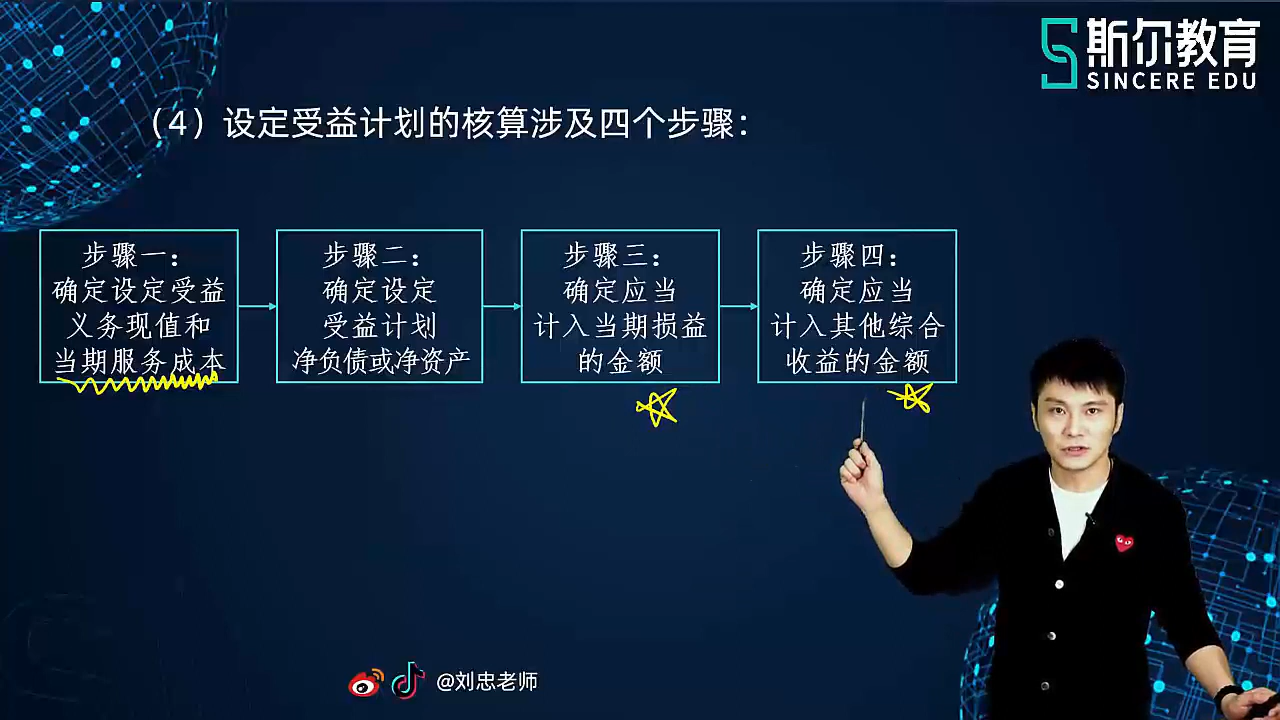 斯尔教育
SINCERE EDU
（4）设定受益计划的核算涉及四个步骤：
步骤一：
确定设定受益
义务现值和
当期服务成本
步骤二：
确定设定
受益计划
净负债或净资产
步骤三：
确定应当
计入当期损益
的金额
步骤四：
确定应当
计入其他综合
收益的金额
@刘忠老师